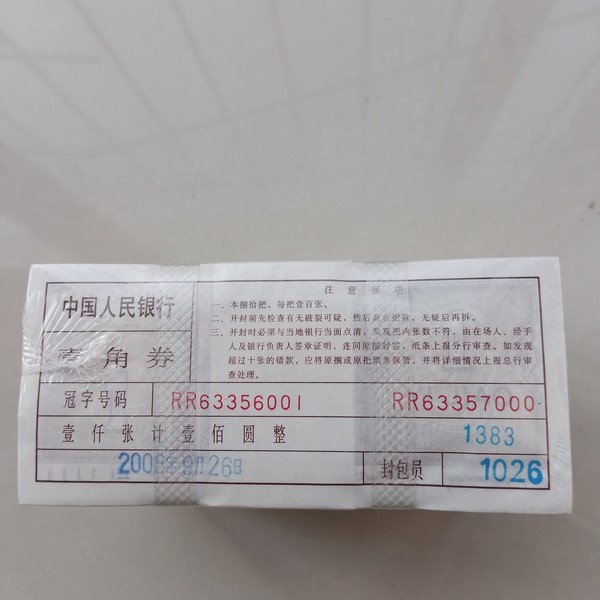 中国人民银行
壹角券
注意事项
一、本捆拾把，每把壹百张。
二、开封前先检查有无破裂可疑，然后查点把数，无疑后再拆。
三、开封时必须与当地银行当面点清，发现把内张数不符，由在场人、经手
人及银行负责人签章证明，连同原捆封签，纸条上报分行审查。如发现
超过十张的错款，应将原捆或原把票券保管，并将详细情况上报总行审
查处理。
冠字号码 RR63356001 RR63357000
壹仟张计壹佰圆整 1383
年9月26日 封包员 1026